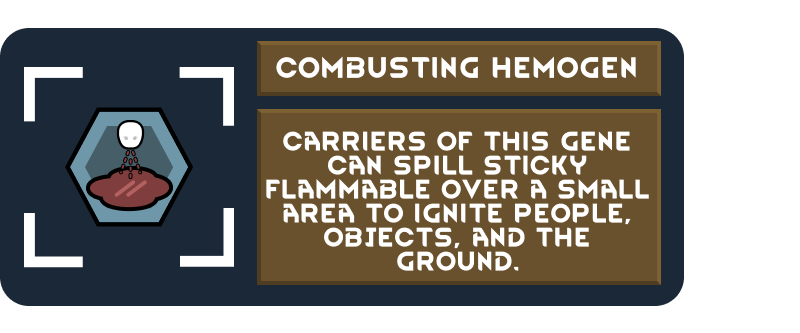 COMBUSTING HEMOGEN
CARRIERS OF THIS GENE
CAN SPILL STICKY
FLAMMABLE OVER A SMALL
AREA TO IGNITE PEOPLE,
OBJECTS, AND THE
GROUND.